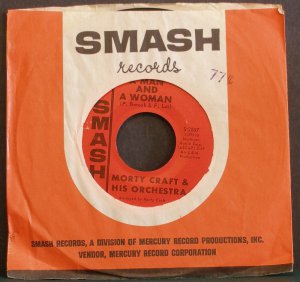 SMASH
records
A MAN AND
A WOMAN
SMASH
MORTY CRAFT &
HIS ORCHESTRA
SMASH RECORDS, A DIVISION OF MERCURY RECORD PRODUCTIONS, INC.
VENDOR, MERCURY RECORD CORPORATION